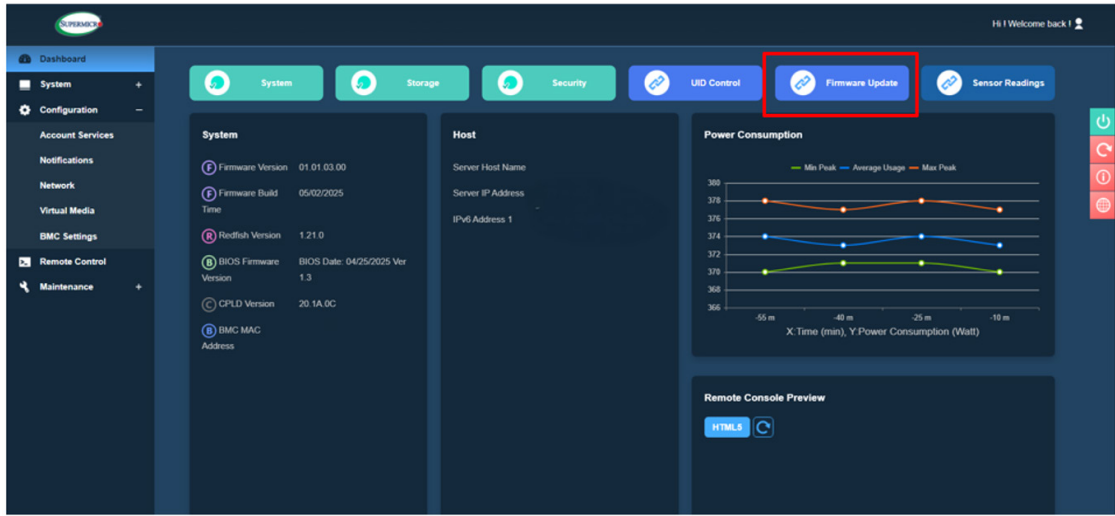 SUPERMICRO
Hi ! Welcome back !
Dashboard
System +
Configuration −
Account Services
Notifications
Network
Virtual Media
BMC Settings
Remote Control
Maintenance +
System
Storage
Security
UID Control
Firmware Update
Sensor Readings
System
F Firmware Version 01.01.03.00
F Firmware Build 05/02/2025
Time
R Redfish Version 1.21.0
B BIOS Firmware BIOS Date: 04/25/2025 Ver
Version 1.3
C CPLD Version 20.1A.0C
B BMC MAC
Address
Host
Server Host Name
Server IP Address
IPv6 Address 1
Power Consumption
Min Peak Average Usage Max Peak
380
378
376
374
372
370
368
366
-55 m -40 m -25 m -10 m
X:Time (min), Y:Power Consumption (Watt)
Remote Console Preview
HTML5